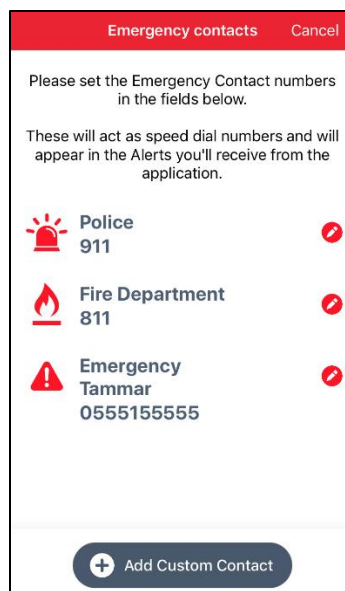 Emergency contacts Cancel
Please set the Emergency Contact numbers
in the fields below.
These will act as speed dial numbers and will
appear in the Alerts you'll receive from the
application.
Police
911
Fire Department
811
Emergency
Tammar
0555155555
Add Custom Contact